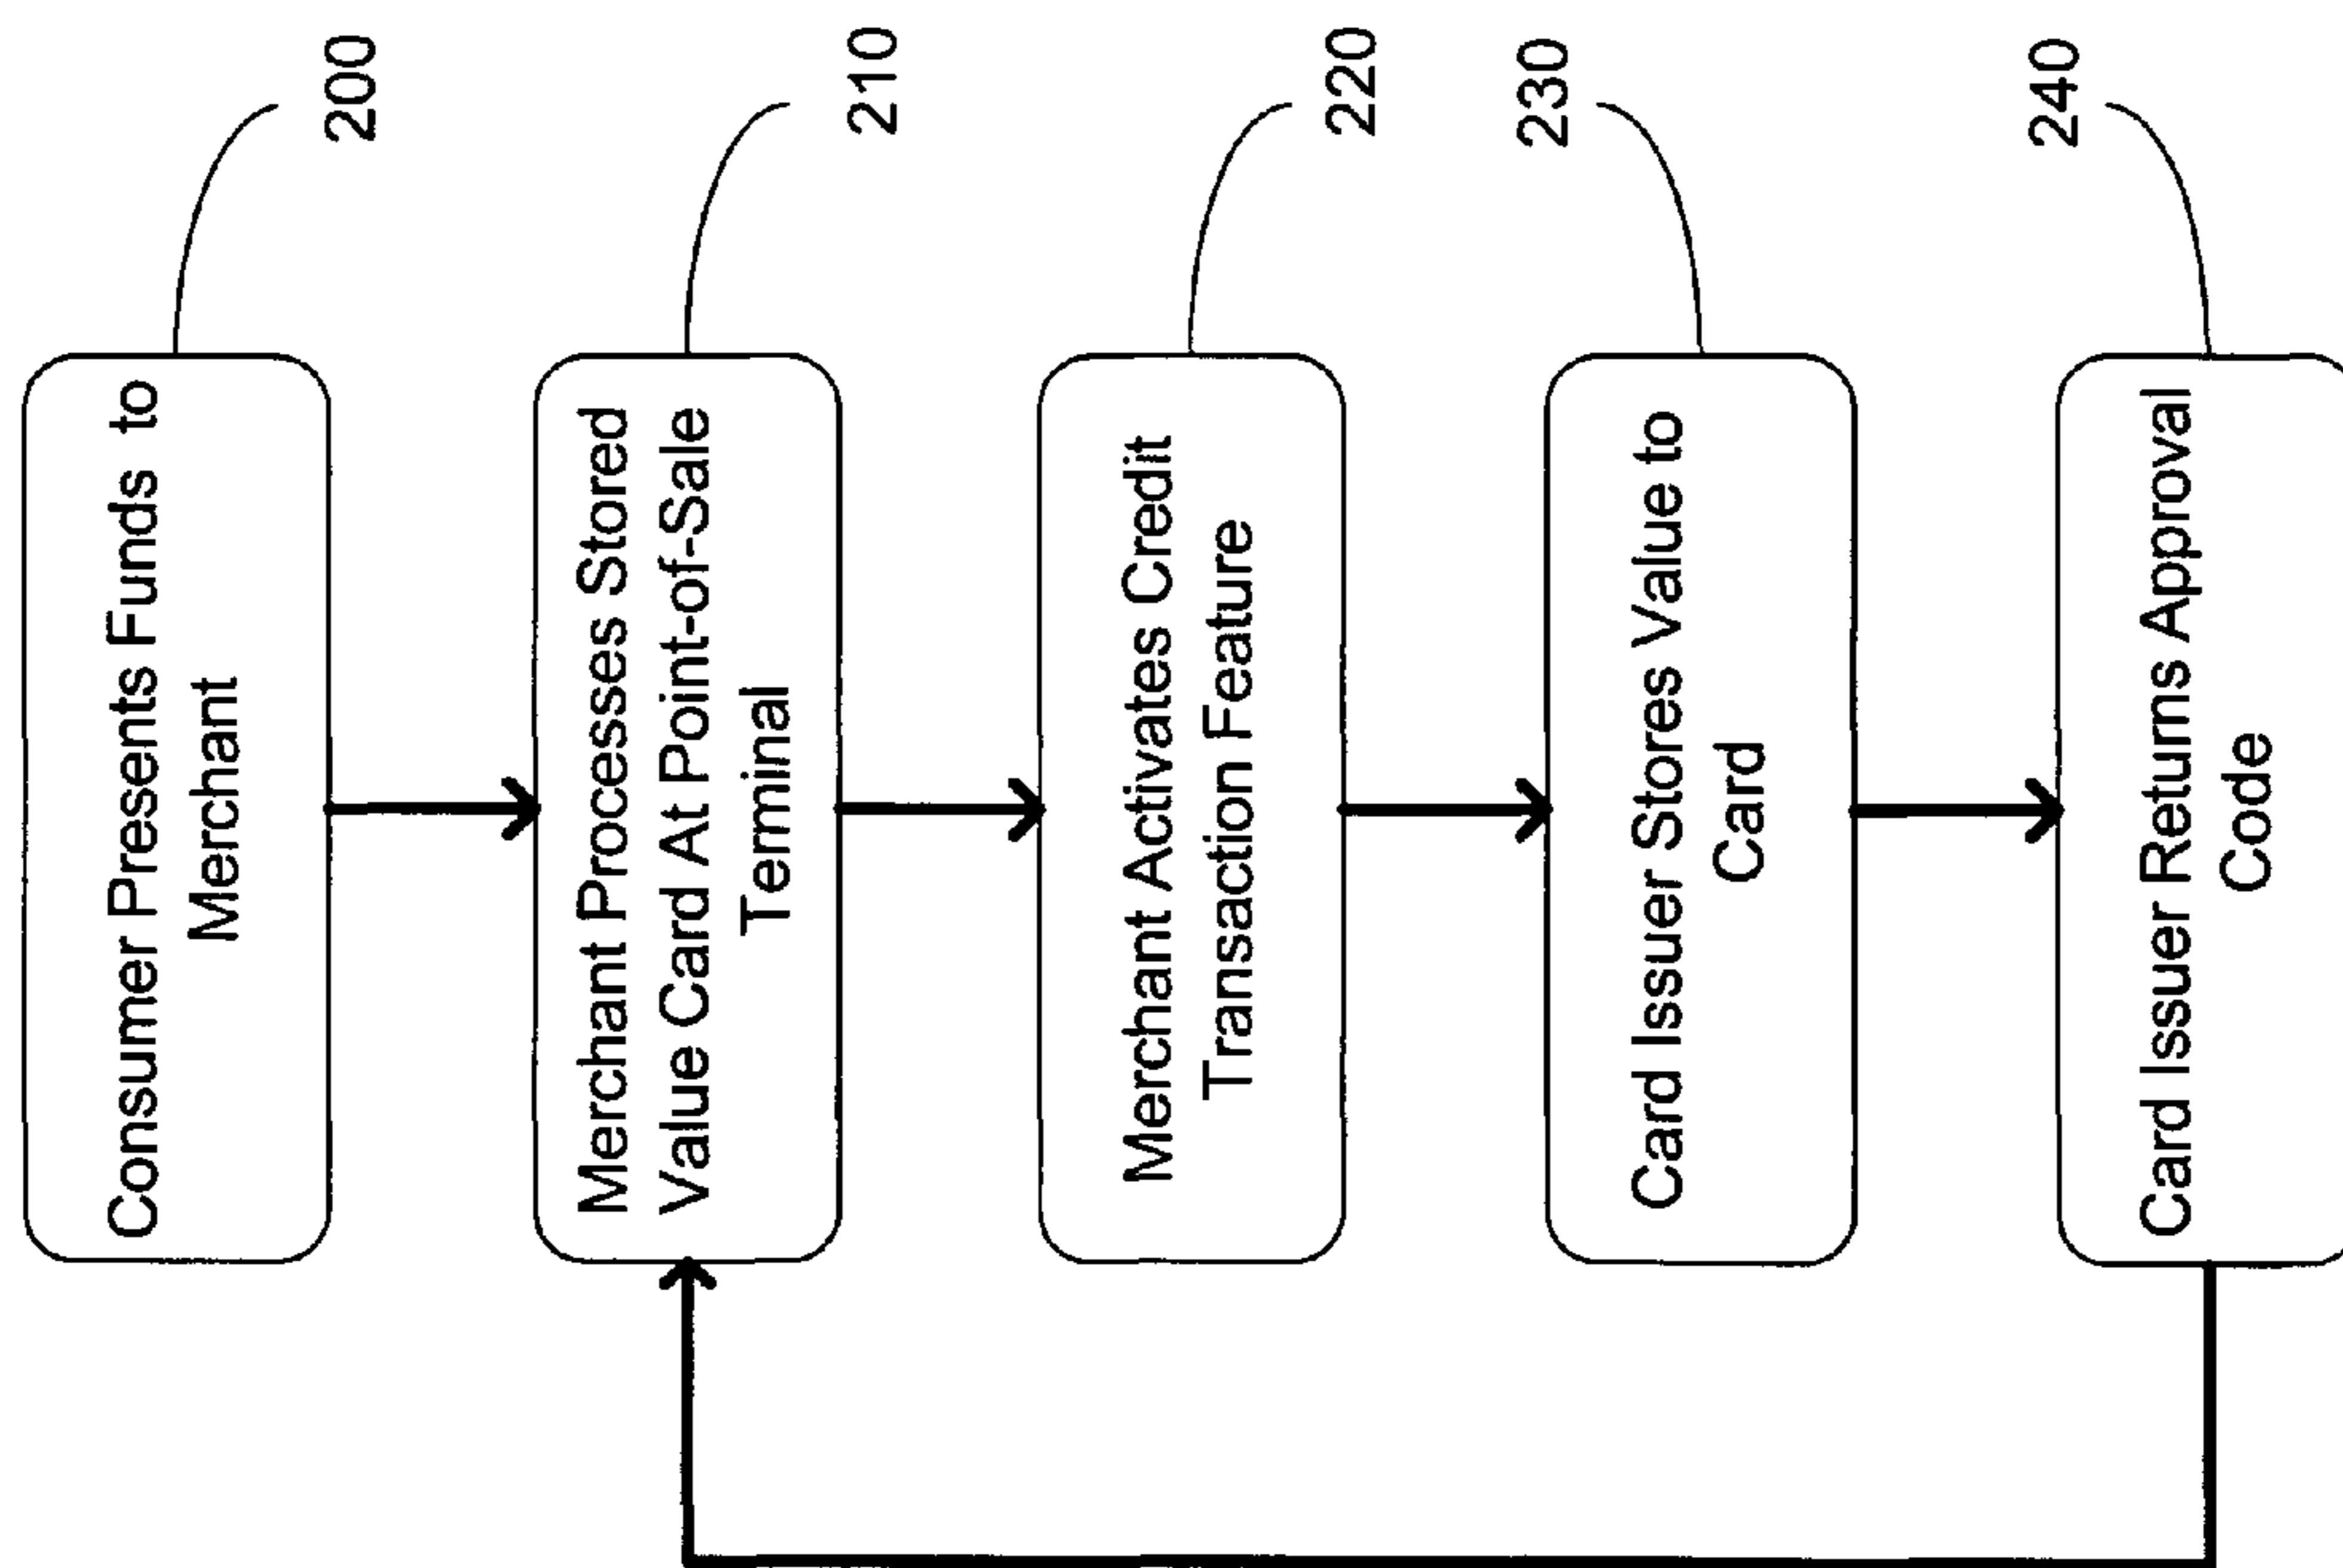 Consumer Presents Funds to
Merchant
200
Merchant Processes Stored
Value Card At Point-of-Sale
Terminal
210
Merchant Activates Credit
Transaction Feature
220
Card Issuer Stores Value to
Card
230
Card Issuer Returns Approval
Code
240